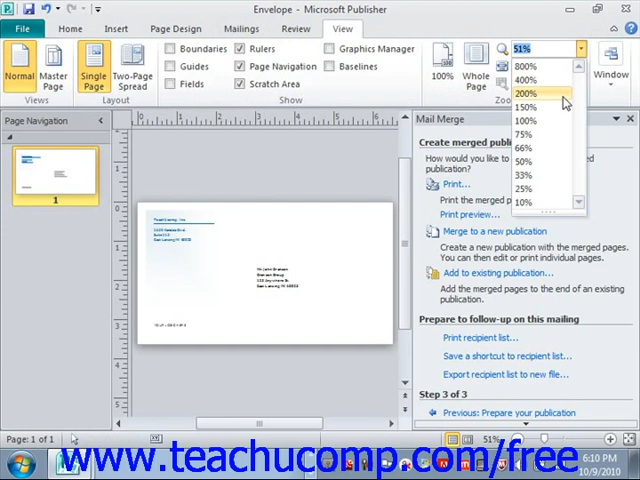 Envelope - Microsoft Publisher
File Home Insert Page Design Mailings Review View
Normal
Master Page
Views
Single Page
Two-Page Spread
Layout
Boundaries Rulers Graphics Manager
Guides Page Navigation Baselines
Fields Scratch Area
Show
100%
Whole Page
51%
Window
800%
400%
200%
150%
100%
75%
66%
50%
33%
25%
10%
Page Navigation
1
Mail Merge
Create merged publi
How would you like to
publication?
Print...
Print the merged p
Print preview...
Merge to a new publication
Create a new publication with the merged pages.
You can then edit or print individual pages.
Add to existing publication...
Add the merged pages to the end of an existing
publication.
Prepare to follow-up on this mailing
Print recipient list...
Save a shortcut to recipient list...
Export recipient list to new file...
Step 3 of 3
Previous: Prepare your publication
Page: 1 of 1
51%
www.teachucomp.com/free
6:10 PM
10/9/2010